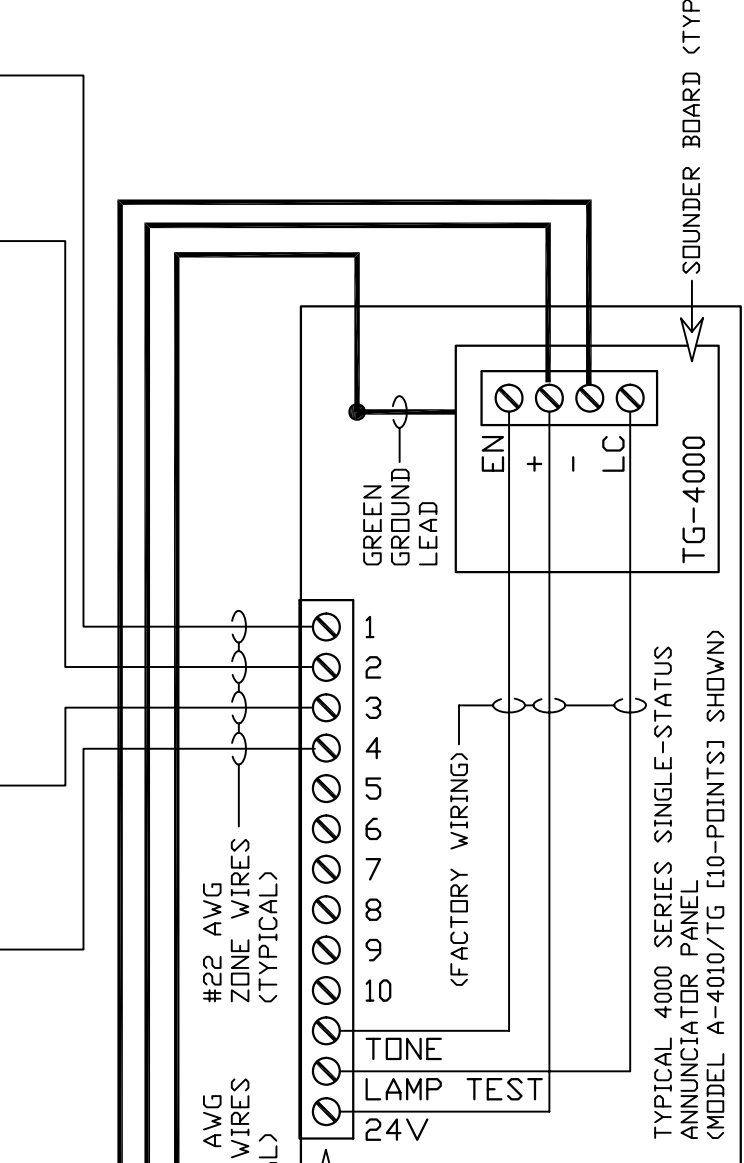 SOUNDER BOARD (TYP
EN
+
-
LC
TG-4000
GREEN
GROUND
LEAD
1
2
3
4
5
6
7
8
9
10
TONE
LAMP TEST
24V
(FACTORY WIRING)
#22 AWG
ZONE WIRES
(TYPICAL)
AWG
WIRES
L)
TYPICAL 4000 SERIES SINGLE-STATUS
ANNUNCIATOR PANEL
(MODEL A-4010/TG [10-POINTS] SHOWN)